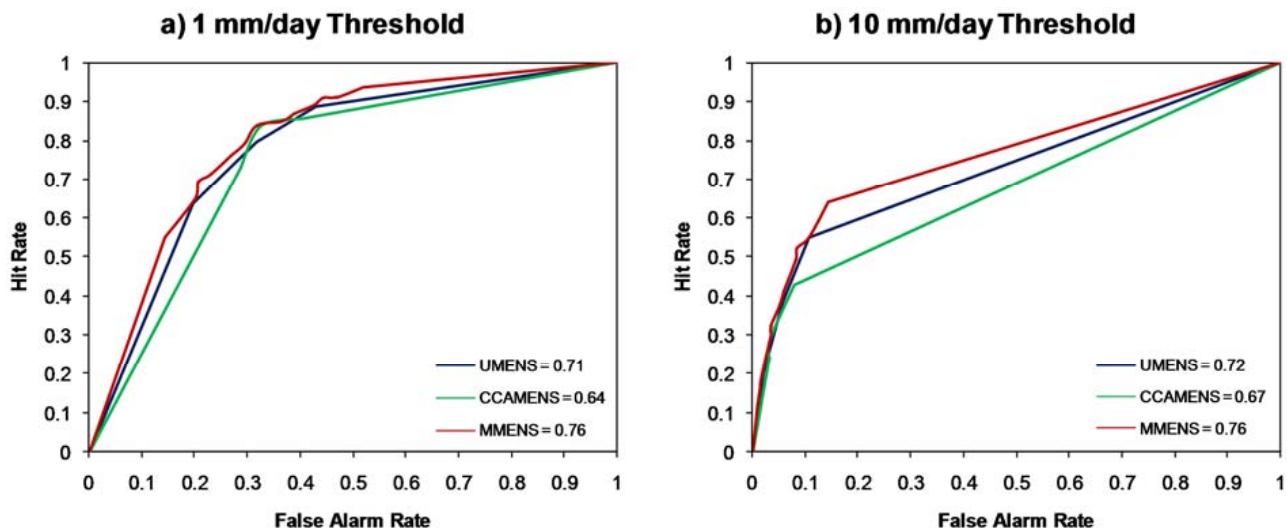 a) 1 mm/day Threshold
1
0.9
0.8
0.7
0.6
0.5
0.4
0.3
0.2
0.1
0
Hit Rate
UMENS = 0.71
CCAMENS = 0.64
MMENS = 0.76
0 0.1 0.2 0.3 0.4 0.5 0.6 0.7 0.8 0.9 1
False Alarm Rate
b) 10 mm/day Threshold
1
0.9
0.8
0.7
0.6
0.5
0.4
0.3
0.2
0.1
0
Hit Rate
UMENS = 0.72
CCAMENS = 0.67
MMENS = 0.76
0 0.1 0.2 0.3 0.4 0.5 0.6 0.7 0.8 0.9 1
False Alarm Rate